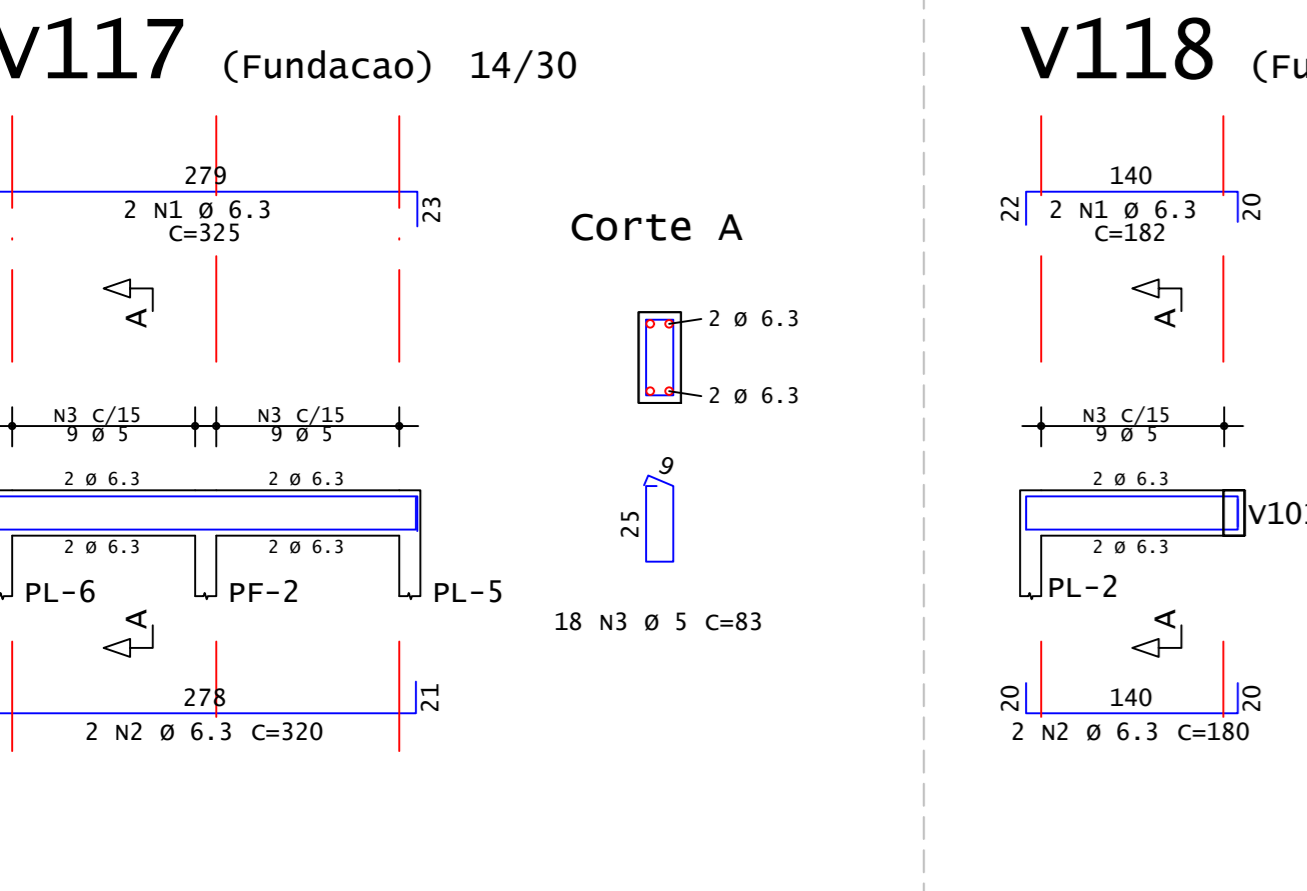 V117 (Fundacao) 14/30
279
23
2 N1 Ø 6.3
C=325
A
Corte A
2 Ø 6.3
2 Ø 6.3
N3 C/15
9 Ø 5
N3 C/15
9 Ø 5
2 Ø 6.3
2 Ø 6.3
2 Ø 6.3
2 Ø 6.3
PL-6
PF-2
PL-5
A
9
25
18 N3 Ø 5 C=83
278
21
2 N2 Ø 6.3 C=320
V118 (Fu
140
22
20
2 N1 Ø 6.3
C=182
A
N3 C/15
9 Ø 5
2 Ø 6.3
V10
2 Ø 6.3
PL-2
A
20
140
20
2 N2 Ø 6.3 C=180